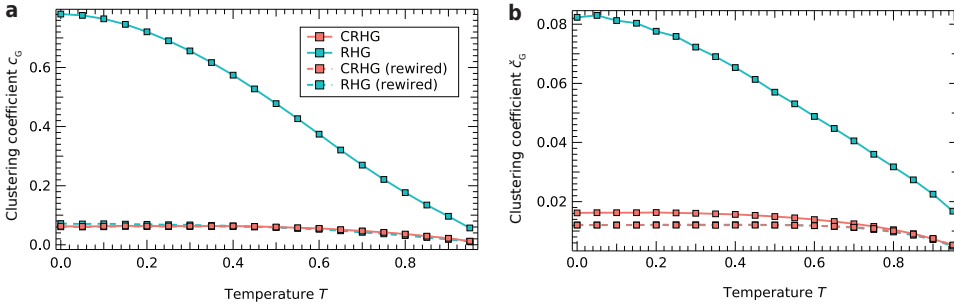 a
Clustering coefficient c_G
0.8
0.6
0.4
0.2
0.0
CRHG
RHG
CRHG (rewired)
RHG (rewired)
0.0 0.2 0.4 0.6 0.8
Temperature T
b
Clustering coefficient č_G
0.08
0.06
0.04
0.02
0.0 0.2 0.4 0.6 0.8
Temperature T